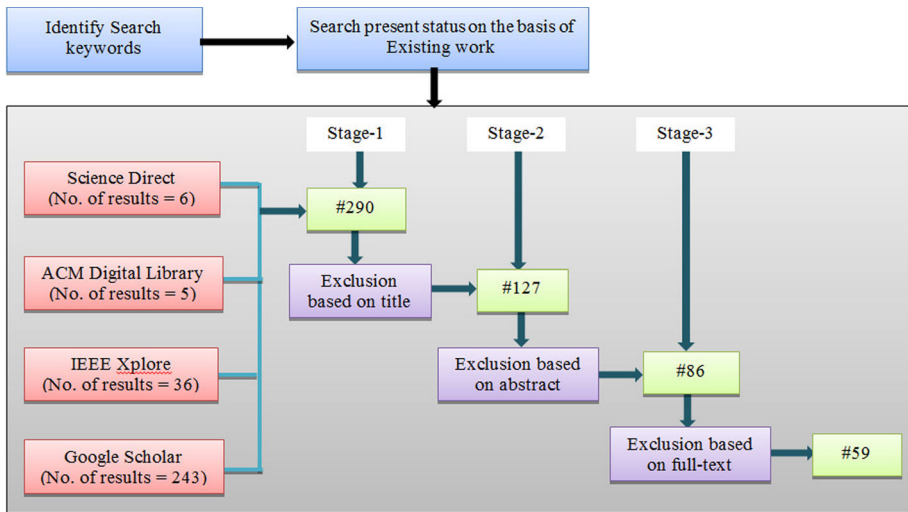 Identify Search
keywords
Search present status on the basis of
Existing work
Stage-1
Stage-2
Stage-3
Science Direct
(No. of results = 6)
ACM Digital Library
(No. of results = 5)
IEEE Xplore
(No. of results = 36)
Google Scholar
(No. of results = 243)
#290
Exclusion
based on title
#127
Exclusion based
on abstract
#86
Exclusion based
on full-text
#59